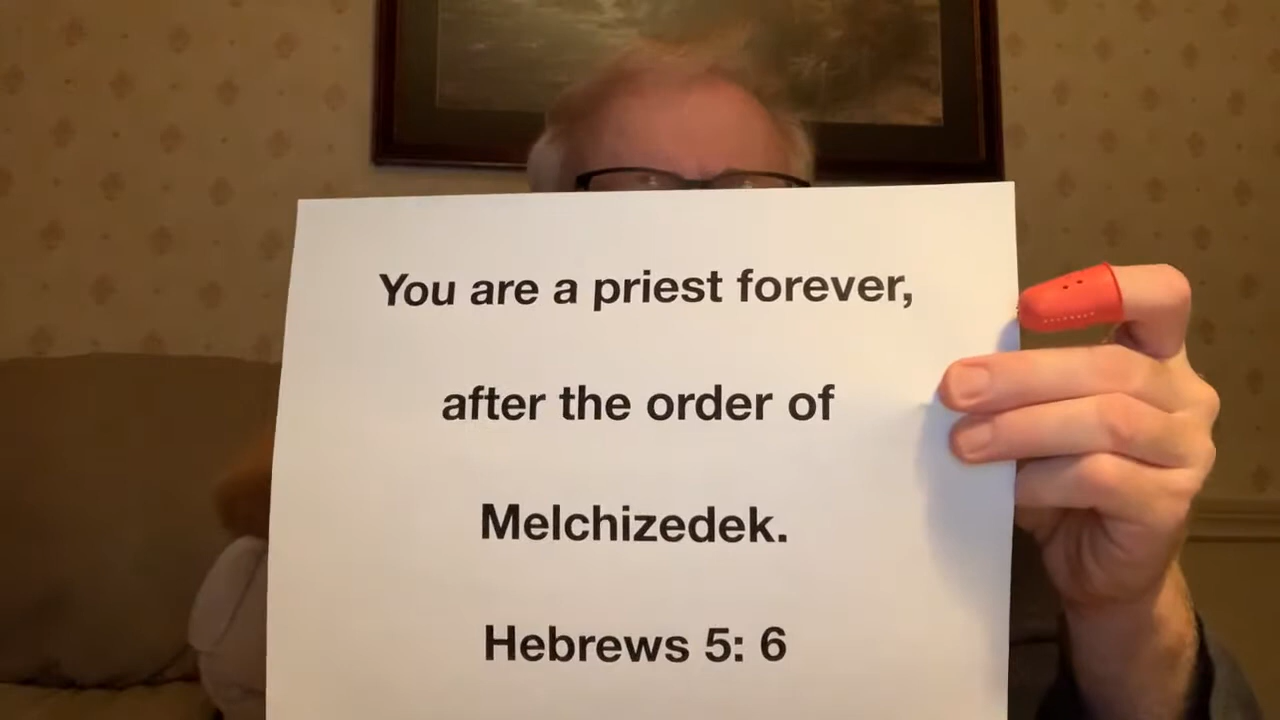 You are a priest forever,
after the order of
Melchizedek.
Hebrews 5: 6